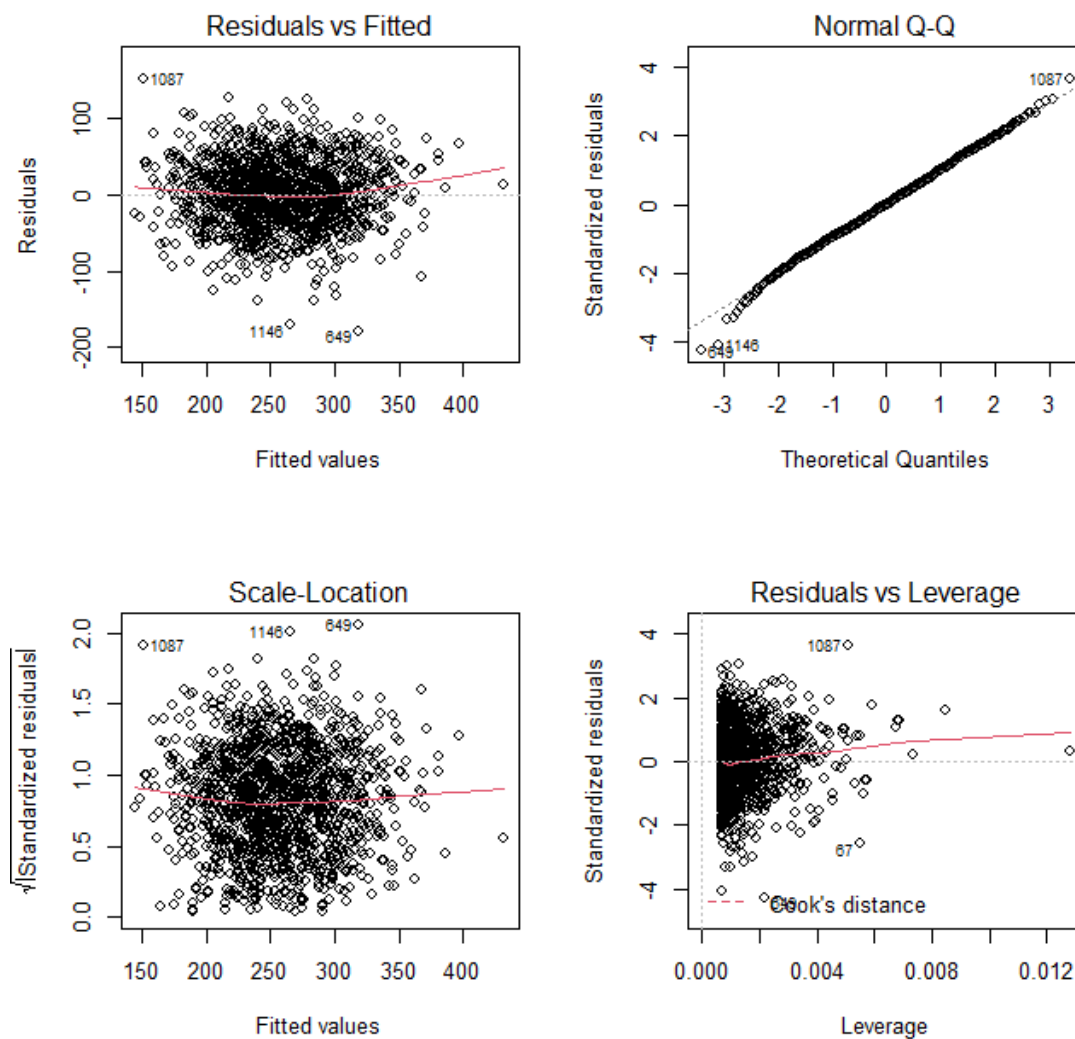 Residuals vs Fitted
Residuals
100
0
-100
-200
1087
1146
649
150 200 250 300 350 400
Fitted values
Normal Q-Q
Standardized residuals
4
2
0
-2
-4
1087
649
1146
-3 -2 -1 0 1 2 3
Theoretical Quantiles
Scale-Location
√|Standardized residuals|
2.0
1.5
1.0
0.5
0.0
1087
1146
649
150 200 250 300 350 400
Fitted values
Residuals vs Leverage
Standardized residuals
4
2
0
-2
-4
1087
67
649
Cook's distance
0.000 0.004 0.008 0.012
Leverage